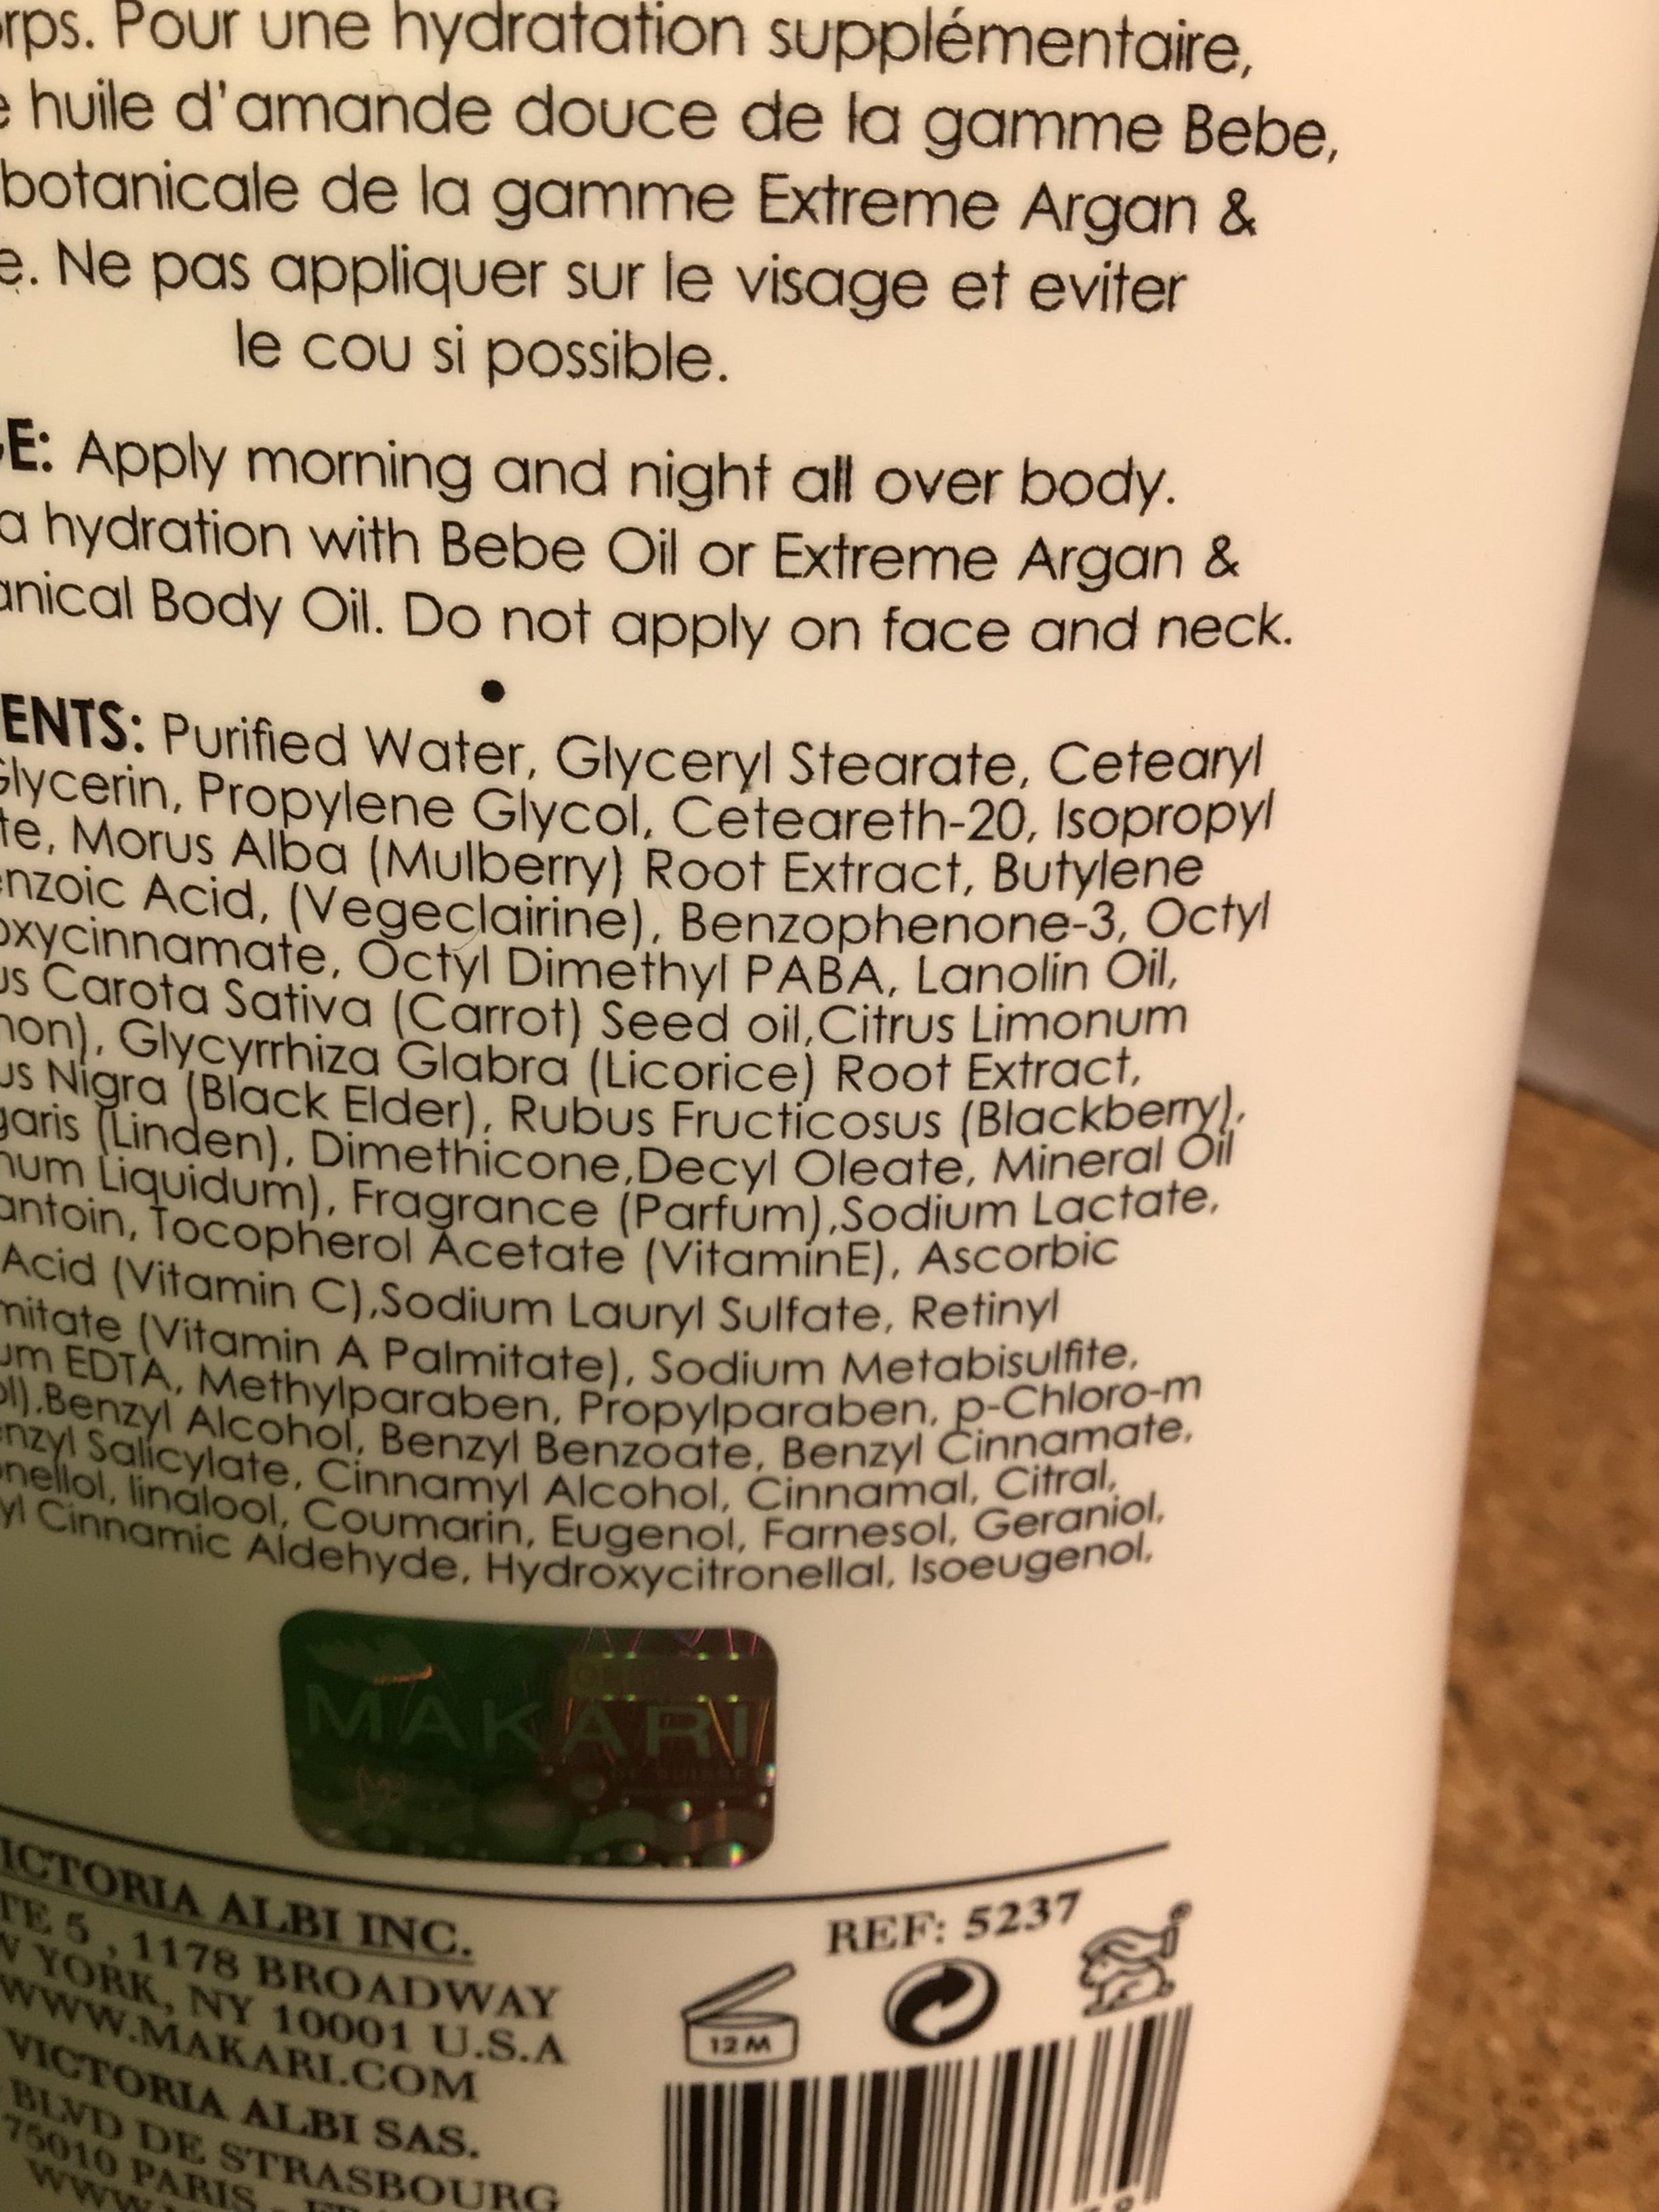 rps. Pour une hydratation supplémentaire,
e huile d'amande douce de la gamme Bebe,
botanicale de la gamme Extreme Argan &
e. Ne pas appliquer sur le visage et eviter
le cou si possible.
E: Apply morning and night all over body.
a hydration with Bebe Oil or Extreme Argan &
anical Body Oil. Do not apply on face and neck.
•
ENTS: Purified Water, Glyceryl Stearate, Cetearyl
Glycerin, Propylene Glycol, Ceteareth-20, Isopropyl
te, Morus Alba (Mulberry) Root Extract, Butylene
enzoic Acid, (Vegeclairine), Benzophenone-3, Octyl
oxycinnamate, Octyl Dimethyl PABA, Lanolin Oil,
us Carota Sativa (Carrot) Seed oil,Citrus Limonum
non), Glycyrrhiza Glabra (Licorice) Root Extract,
us Nigra (Black Elder), Rubus Fructicosus (Blackberry),
garis (Linden), Dimethicone,Decyl Oleate, Mineral Oil
num Liquidum), Fragrance (Parfum),Sodium Lactate,
antoin, Tocopherol Acetate (VitaminE), Ascorbic
Acid (Vitamin C),Sodium Lauryl Sulfate, Retinyl
mitate (Vitamin A Palmitate), Sodium Metabisulfite,
um EDTA, Methylparaben, Propylparaben, p-Chloro-m
ol),Benzyl Alcohol, Benzyl Benzoate, Benzyl Cinnamate,
enzyl Salicylate, Cinnamyl Alcohol, Cinnamal, Citral,
nellol, linalool, Coumarin, Eugenol, Farnesol, Geraniol,
yl Cinnamic Aldehyde, Hydroxycitronellal, Isoeugenol,
MAKARI
DE SUISSE
ICTORIA ALBI INC.
TE 5 , 1178 BROADWAY
W YORK, NY 10001 U.S.A
WWW.MAKARI.COM
VICTORIA ALBI SAS.
BLVD DE STRASBOURG
75010 PARIS -
REF: 5237
12 M